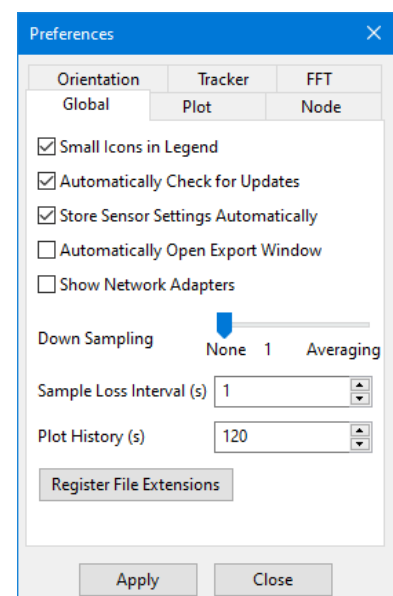 Preferences
Orientation Tracker FFT
Global Plot Node
Small Icons in Legend
Automatically Check for Updates
Store Sensor Settings Automatically
Automatically Open Export Window
Show Network Adapters
Down Sampling
None 1 Averaging
Sample Loss Interval (s) 1
Plot History (s) 120
Register File Extensions
Apply Close